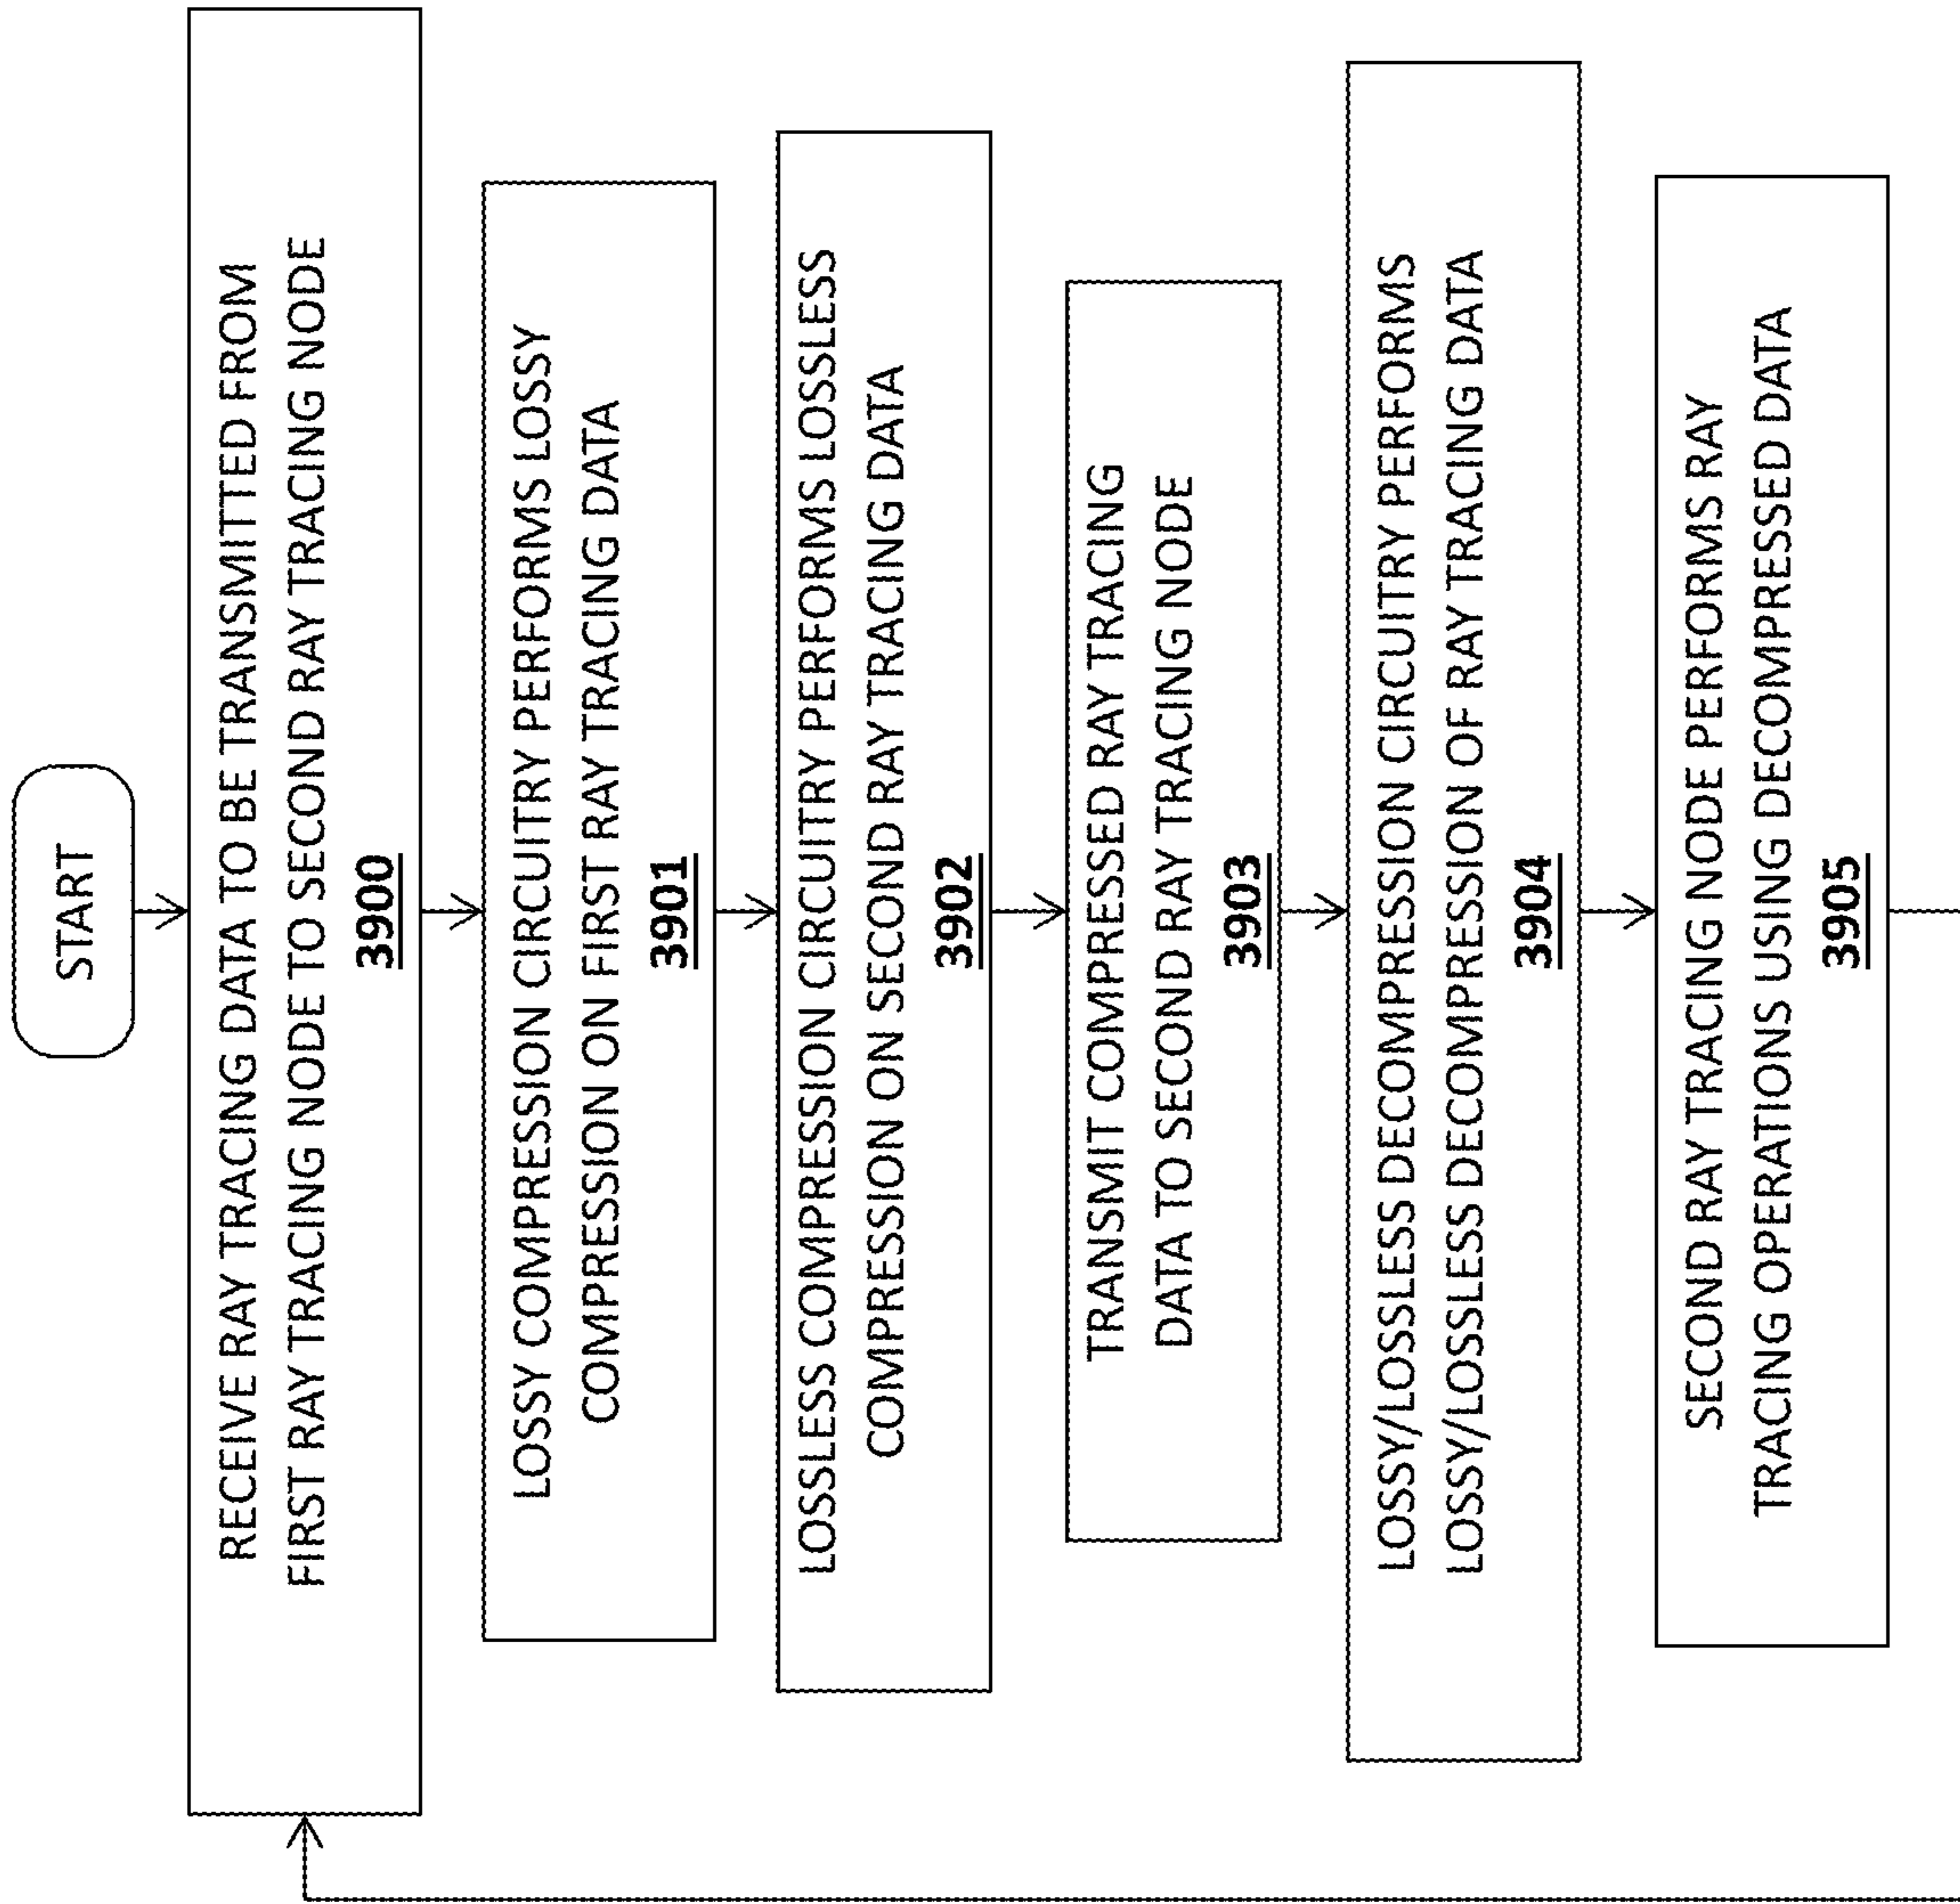 START
RECEIVE RAY TRACING DATA TO BE TRANSMITTED FROM
FIRST RAY TRACING NODE TO SECOND RAY TRACING NODE
3900
LOSSY COMPRESSION CIRCUITRY PERFORMS LOSSY
COMPRESSION ON FIRST RAY TRACING DATA
3901
LOSSLESS COMPRESSION CIRCUITRY PERFORMS LOSSLESS
COMPRESSION ON SECOND RAY TRACING DATA
3902
TRANSMIT COMPRESSED RAY TRACING
DATA TO SECOND RAY TRACING NODE
3903
LOSSY/LOSSLESS DECOMPRESSION CIRCUITRY PERFORMS
LOSSY/LOSSLESS DECOMPRESSION OF RAY TRACING DATA
3904
SECOND RAY TRACING NODE PERFORMS RAY
TRACING OPERATIONS USING DECOMPRESSED DATA
3905